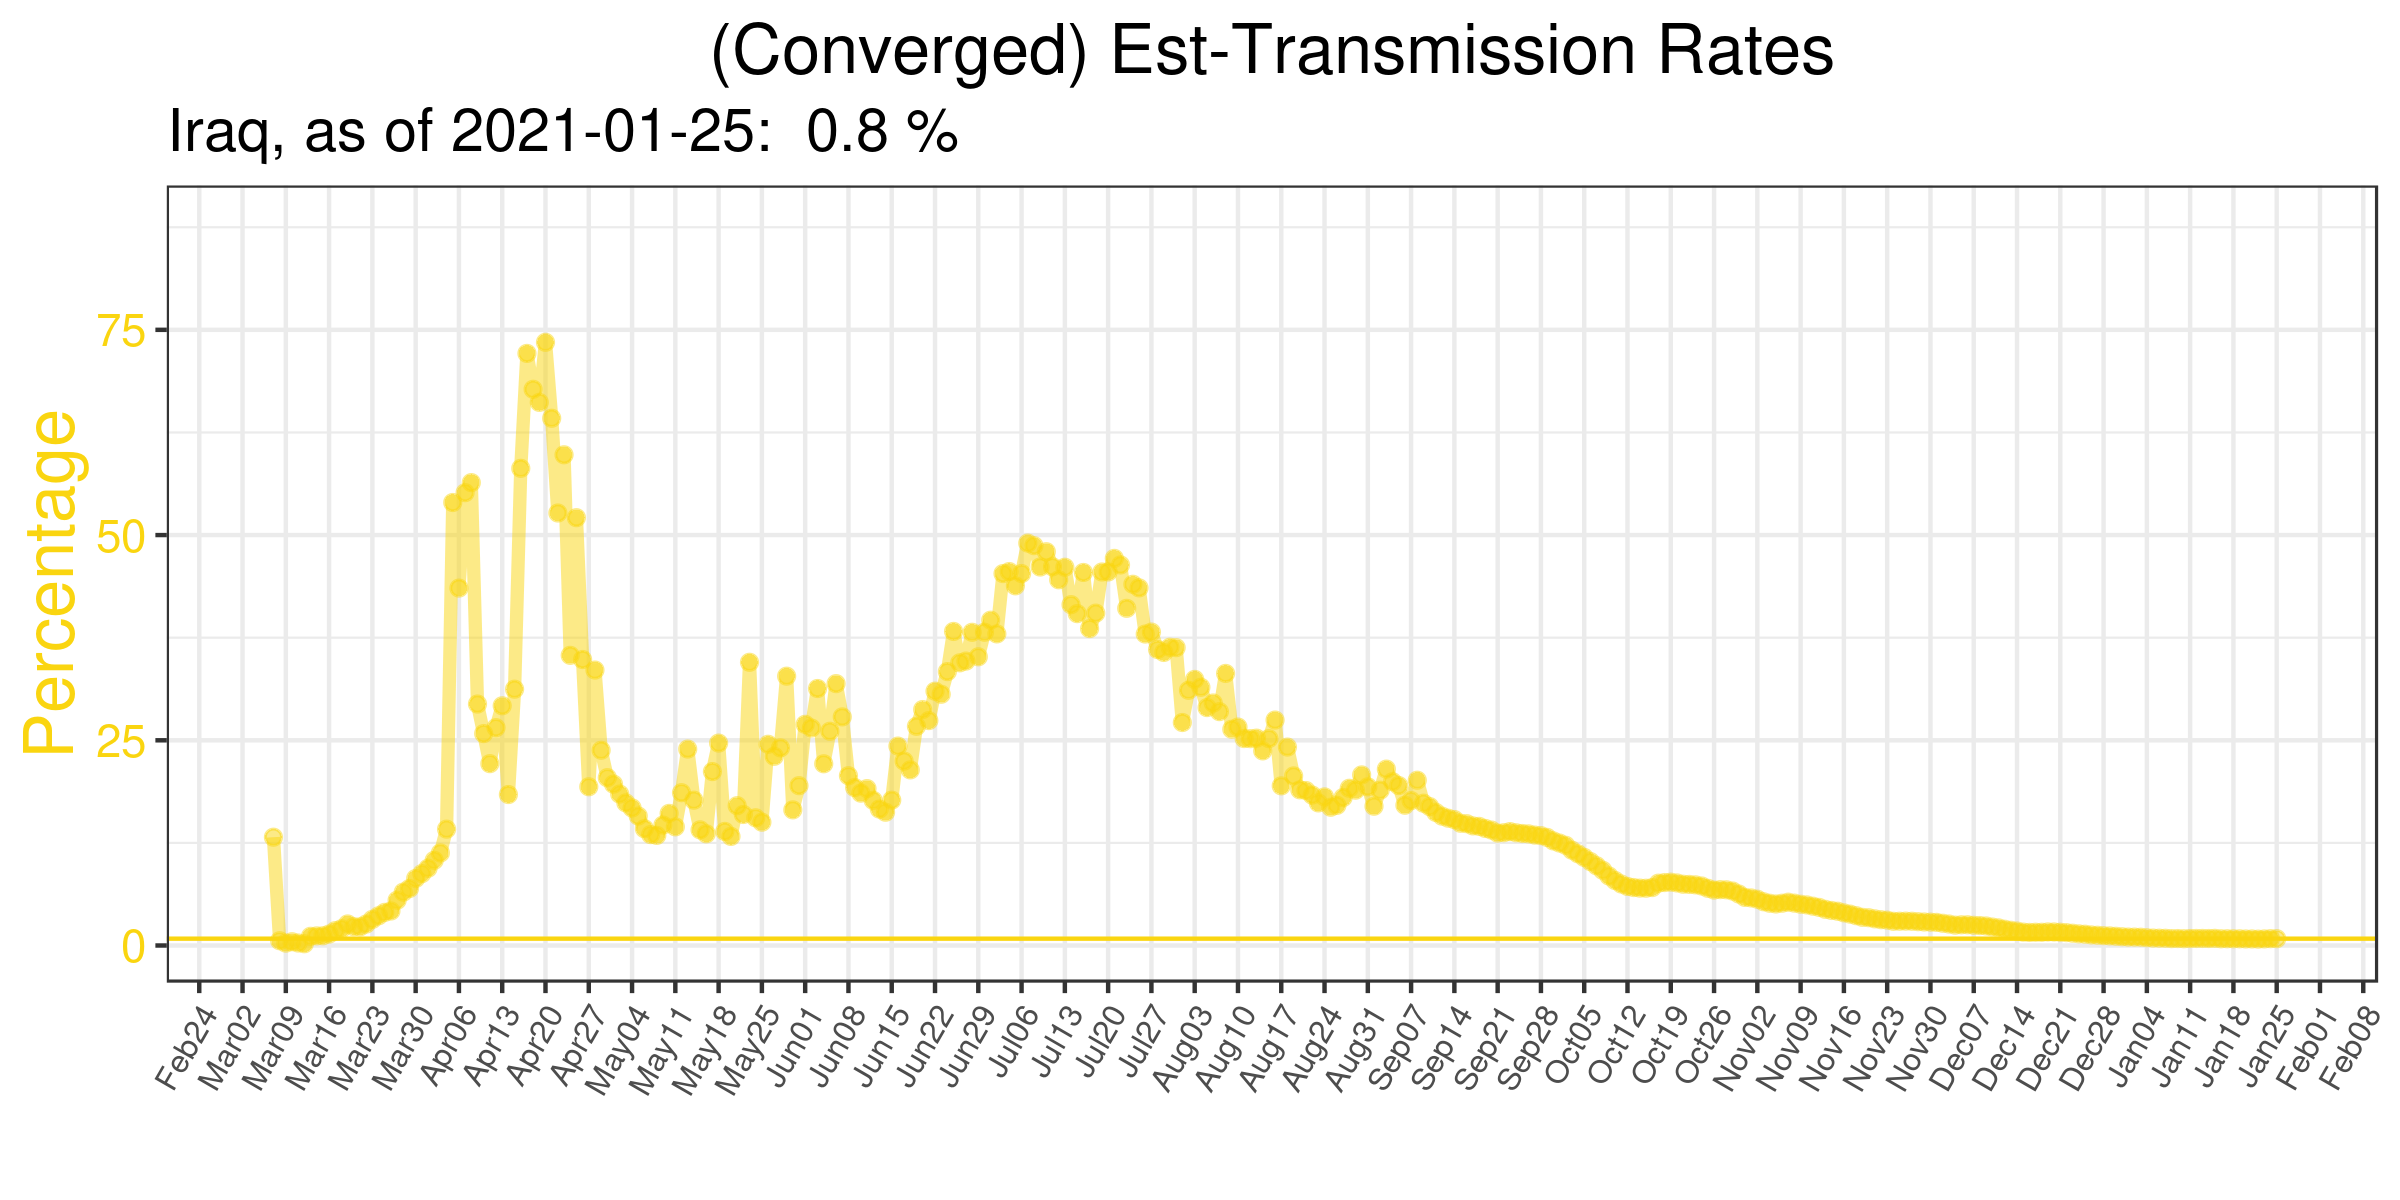 (Converged) Est-Transmission Rates
Iraq, as of 2021-01-25:  0.8 %
Percentage
75
50
25
0
Feb24
Mar02
Mar09
Mar16
Mar23
Mar30
Apr06
Apr13
Apr20
Apr27
May04
May11
May18
May25
Jun01
Jun08
Jun15
Jun22
Jun29
Jul06
Jul13
Jul20
Jul27
Aug03
Aug10
Aug17
Aug24
Aug31
Sep07
Sep14
Sep21
Sep28
Oct05
Oct12
Oct19
Oct26
Nov02
Nov09
Nov16
Nov23
Nov30
Dec07
Dec14
Dec21
Dec28
Jan04
Jan11
Jan18
Jan25
Feb01
Feb08